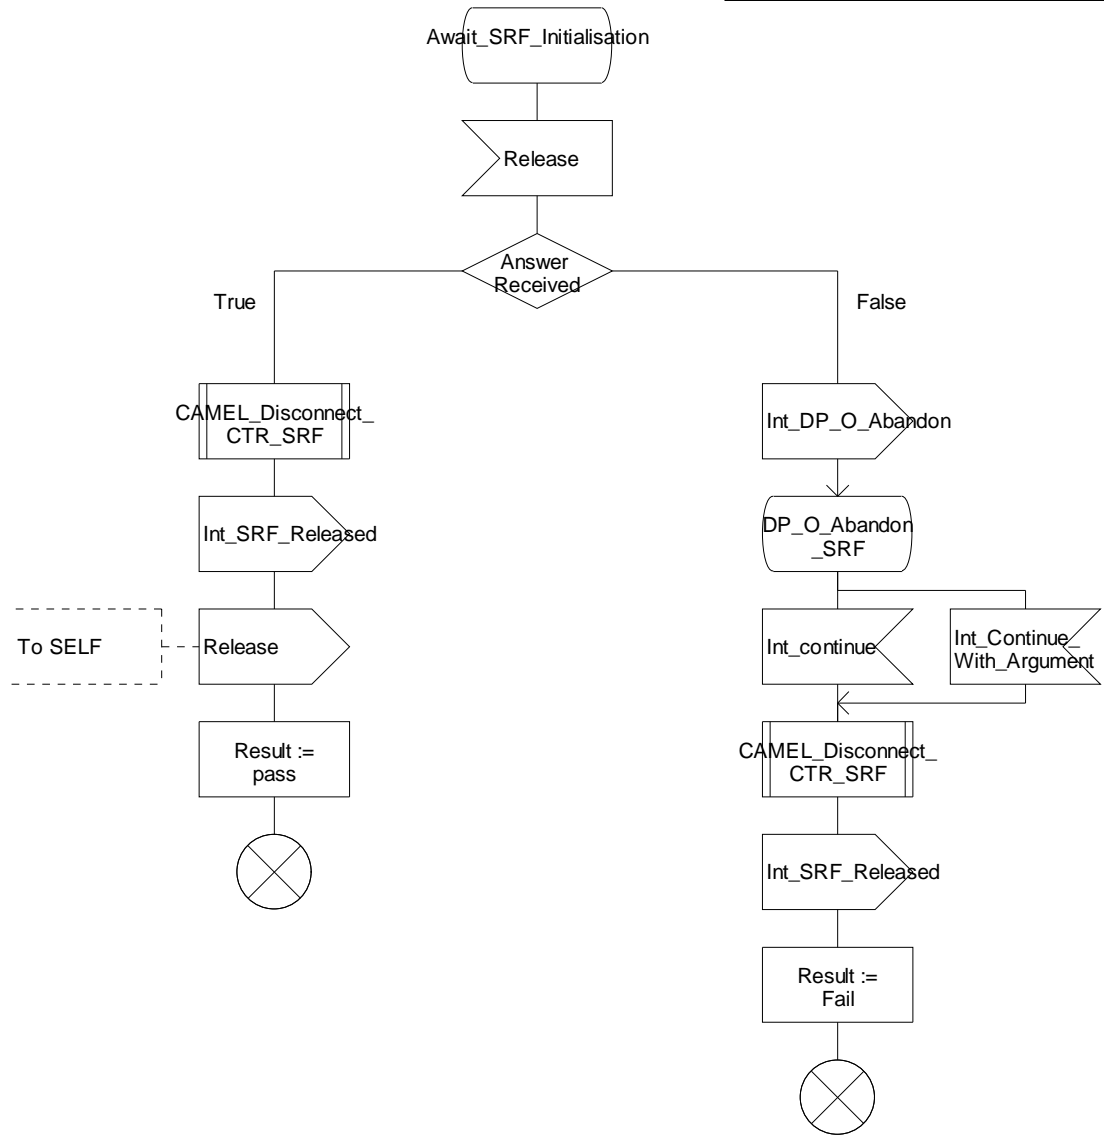 Await_SRF_Initialisation
Release
Answer
Received
True
False
CAMEL_Disconnect_
CTR_SRF
Int_DP_O_Abandon
Int_SRF_Released
DP_O_Abandon
_SRF
To SELF
Release
Int_continue
Int_Continue_
With_Argument
Result :=
pass
CAMEL_Disconnect_
CTR_SRF
Int_SRF_Released
Result :=
Fail